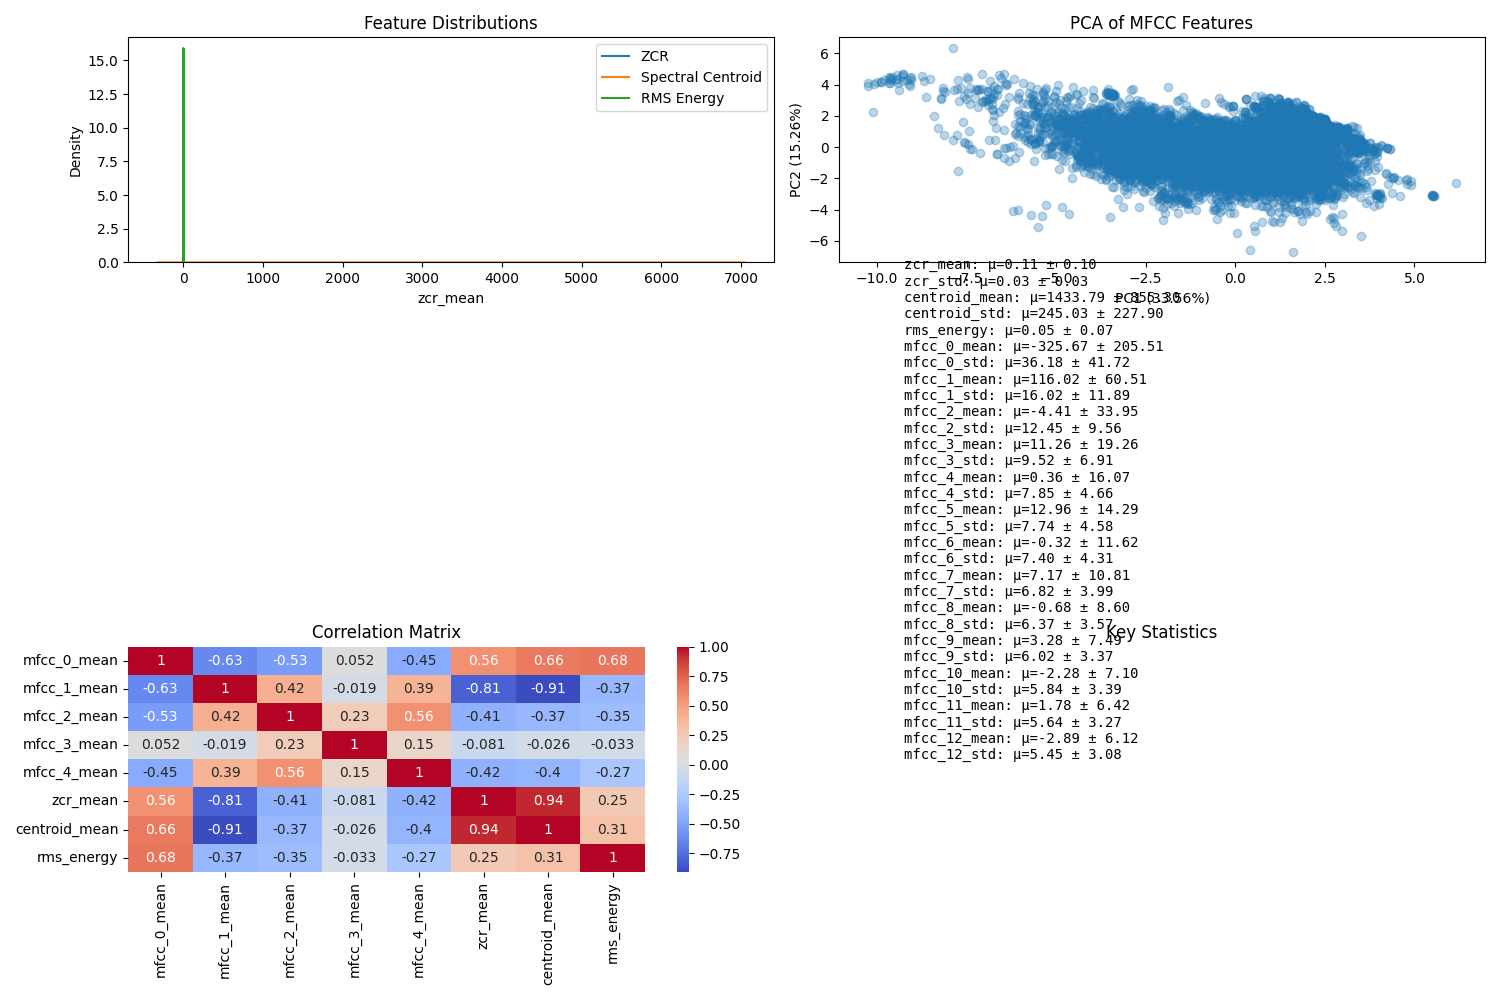 Feature Distributions
15.0
12.5
10.0
7.5
5.0
2.5
0.0
Density
0 1000 2000 3000 4000 5000 6000 7000
zcr_mean
ZCR
Spectral Centroid
RMS Energy
PCA of MFCC Features
6
4
2
0
−2
−4
−6
PC2 (15.26%)
−10.0 −7.5 −5.0 −2.5 0.0 2.5 5.0
PC1 (33.56%)
zcr_mean: μ=0.11 ± 0.10
zcr_std: μ=0.03 ± 0.03
centroid_mean: μ=1433.79 ± 855.30
centroid_std: μ=245.03 ± 227.90
rms_energy: μ=0.05 ± 0.07
mfcc_0_mean: μ=-325.67 ± 205.51
mfcc_0_std: μ=36.18 ± 41.72
mfcc_1_mean: μ=116.02 ± 60.51
mfcc_1_std: μ=16.02 ± 11.89
mfcc_2_mean: μ=-4.41 ± 33.95
mfcc_2_std: μ=12.45 ± 9.56
mfcc_3_mean: μ=11.26 ± 19.26
mfcc_3_std: μ=9.52 ± 6.91
mfcc_4_mean: μ=0.36 ± 16.07
mfcc_4_std: μ=7.85 ± 4.66
mfcc_5_mean: μ=12.96 ± 14.29
mfcc_5_std: μ=7.74 ± 4.58
mfcc_6_mean: μ=-0.32 ± 11.62
mfcc_6_std: μ=7.40 ± 4.31
mfcc_7_mean: μ=7.17 ± 10.81
mfcc_7_std: μ=6.82 ± 3.99
mfcc_8_mean: μ=-0.68 ± 8.60
mfcc_8_std: μ=6.37 ± 3.57
mfcc_9_mean: μ=3.28 ± 7.49
mfcc_9_std: μ=6.02 ± 3.37
mfcc_10_mean: μ=-2.28 ± 7.10
mfcc_10_std: μ=5.84 ± 3.39
mfcc_11_mean: μ=1.78 ± 6.42
mfcc_11_std: μ=5.64 ± 3.27
mfcc_12_mean: μ=-2.89 ± 6.12
mfcc_12_std: μ=5.45 ± 3.08
Key Statistics
Correlation Matrix
mfcc_0_mean 1 -0.63 -0.53 0.052 -0.45 0.56 0.66 0.68
mfcc_1_mean -0.63 1 0.42 -0.019 0.39 -0.81 -0.91 -0.37
mfcc_2_mean -0.53 0.42 1 0.23 0.56 -0.41 -0.37 -0.35
mfcc_3_mean 0.052 -0.019 0.23 1 0.15 -0.081 -0.026 -0.033
mfcc_4_mean -0.45 0.39 0.56 0.15 1 -0.42 -0.4 -0.27
zcr_mean 0.56 -0.81 -0.41 -0.081 -0.42 1 0.94 0.25
centroid_mean 0.66 -0.91 -0.37 -0.026 -0.4 0.94 1 0.31
rms_energy 0.68 -0.37 -0.35 -0.033 -0.27 0.25 0.31 1
mfcc_0_mean
mfcc_1_mean
mfcc_2_mean
mfcc_3_mean
mfcc_4_mean
zcr_mean
centroid_mean
rms_energy
1.00
0.75
0.50
0.25
0.00
−0.25
−0.50
−0.75